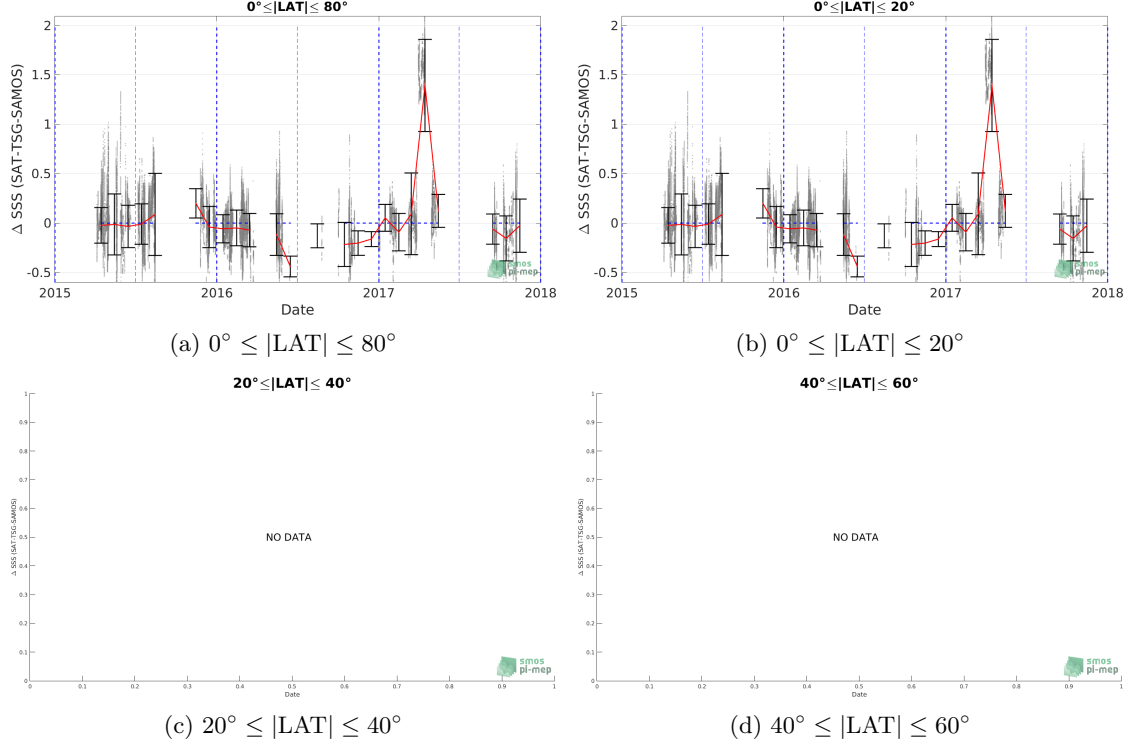 0°≤|LAT|≤ 80°
Δ SSS (SAT-TSG-SAMOS)
2
1.5
1
0.5
0
-0.5
2015 2016 2017 2018
Date
smos
pi-mep
(a) 0° ≤ |LAT| ≤ 80°
0°≤|LAT|≤ 20°
Δ SSS (SAT-TSG-SAMOS)
2
1.5
1
0.5
0
-0.5
2015 2016 2017 2018
Date
smos
pi-mep
(b) 0° ≤ |LAT| ≤ 20°
20°≤|LAT|≤ 40°
Δ SSS (SAT-TSG-SAMOS)
1
0.9
0.8
0.7
0.6
0.5
0.4
0.3
0.2
0.1
0
NO DATA
smos
pi-mep
0 0.1 0.2 0.3 0.4 0.5 0.6 0.7 0.8 0.9 1
Date
(c) 20° ≤ |LAT| ≤ 40°
40°≤|LAT|≤ 60°
Δ SSS (SAT-TSG-SAMOS)
1
0.9
0.8
0.7
0.6
0.5
0.4
0.3
0.2
0.1
0
NO DATA
smos
pi-mep
0 0.1 0.2 0.3 0.4 0.5 0.6 0.7 0.8 0.9 1
Date
(d) 40° ≤ |LAT| ≤ 60°